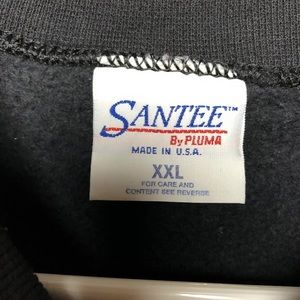 SANTEE™
By PLUMA
MADE IN U.S.A.
XXL
FOR CARE AND
CONTENT SEE REVERSE